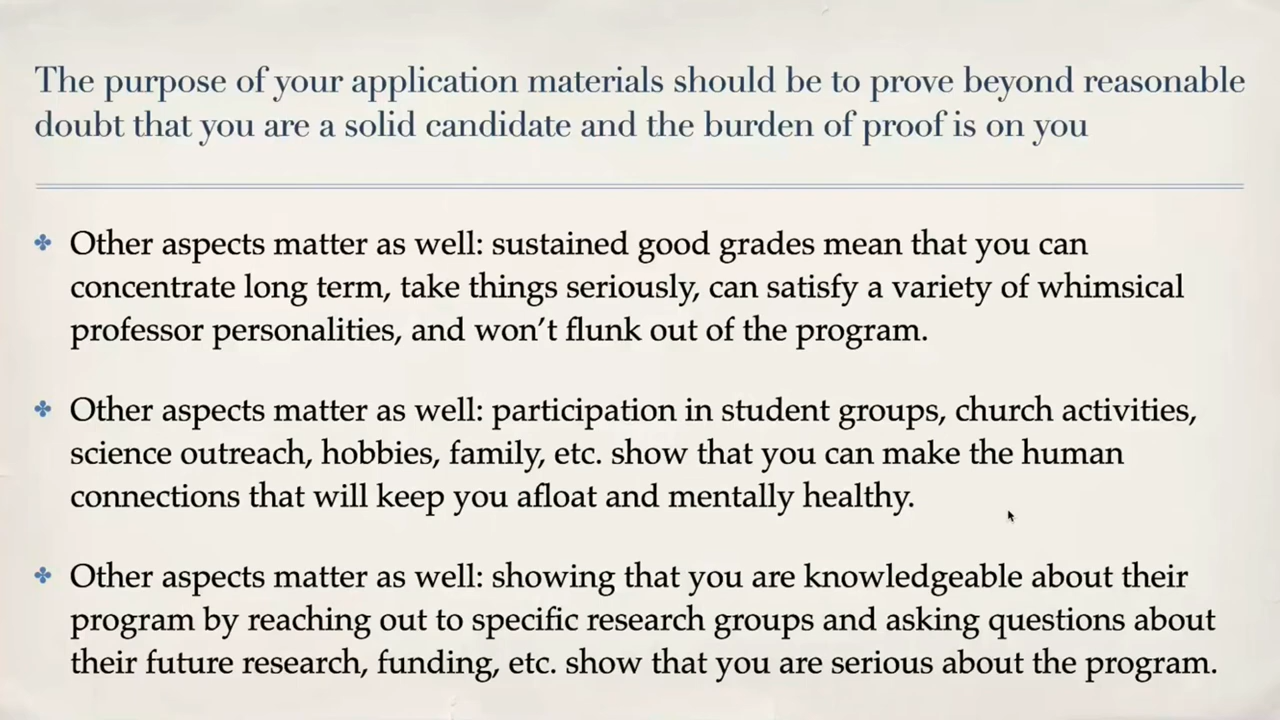 The purpose of your application materials should be to prove beyond reasonable
doubt that you are a solid candidate and the burden of proof is on you
Other aspects matter as well: sustained good grades mean that you can
concentrate long term, take things seriously, can satisfy a variety of whimsical
professor personalities, and won't flunk out of the program.
Other aspects matter as well: participation in student groups, church activities,
science outreach, hobbies, family, etc. show that you can make the human
connections that will keep you afloat and mentally healthy.
Other aspects matter as well: showing that you are knowledgeable about their
program by reaching out to specific research groups and asking questions about
their future research, funding, etc. show that you are serious about the program.